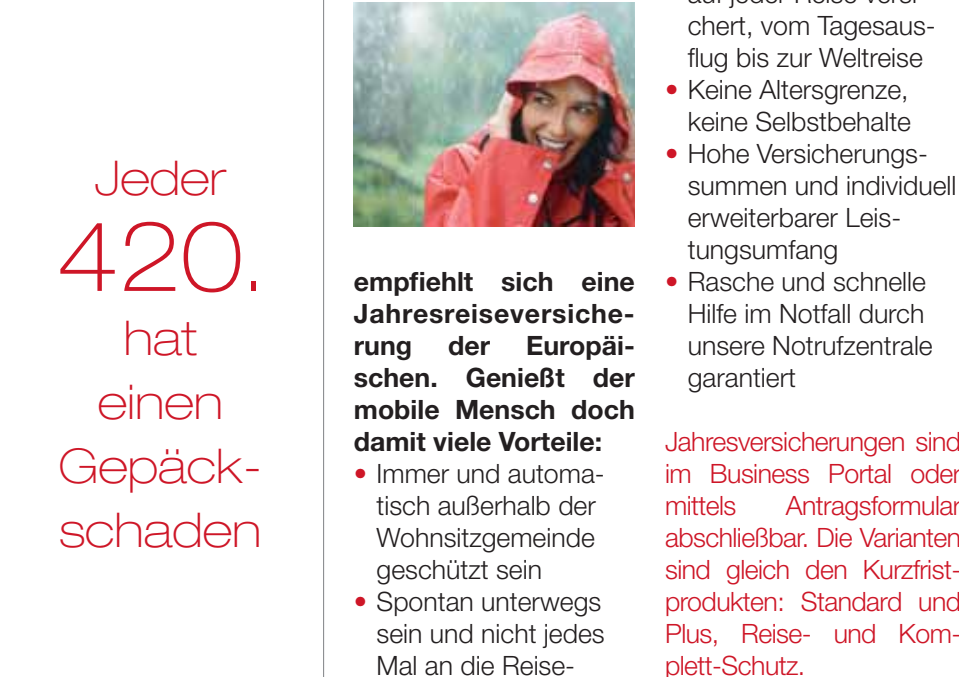 Jeder
420.
hat
einen
Gepäck-
schaden
empfiehlt sich eine
Jahresreiseversiche-
rung der Europäi-
schen. Genießt der
mobile Mensch doch
damit viele Vorteile:
• Immer und automa-
tisch außerhalb der
Wohnsitzgemeinde
geschützt sein
• Spontan unterwegs
sein und nicht jedes
Mal an die Reise-
auf jeder Reise versi-
chert, vom Tagesaus-
flug bis zur Weltreise
• Keine Altersgrenze,
keine Selbstbehalte
• Hohe Versicherungs-
summen und individuell
erweiterbarer Leis-
tungsumfang
• Rasche und schnelle
Hilfe im Notfall durch
unsere Notrufzentrale
garantiert
Jahresversicherungen sind
im Business Portal oder
mittels Antragsformular
abschließbar. Die Varianten
sind gleich den Kurzfrist-
produkten: Standard und
Plus, Reise- und Kom-
plett-Schutz.